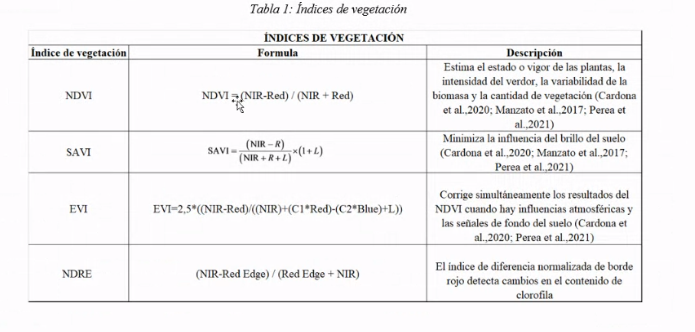 Tabla 1: Índices de vegetación
ÍNDICES DE VEGETACIÓN
Índice de vegetación Formula Descripción
NDVI
NDVI = (NIR-Red) / (NIR + Red)
Estima el estado o vigor de las plantas, la
intensidad del verdor, la variabilidad de la
biomasa y la cantidad de vegetación (Cardona
et al.,2020; Manzato et al.,2017; Perea et
al.,2021)
SAVI
SAVI = (NIR – R) / (NIR + R + L) ×(1+L)
Minimiza la influencia del brillo del suelo
(Cardona et al.,2020; Manzato et al.,2017;
Perea et al.,2021)
EVI
EVI=2,5*((NIR-Red)/((NIR)+(C1*Red)-(C2*Blue)+L))
Corrige simultáneamente los resultados del
NDVI cuando hay influencias atmosféricas y
las señales de fondo del suelo (Cardona et
al.,2020; Perea et al.,2021)
NDRE
(NIR-Red Edge) / (Red Edge + NIR)
El índice de diferencia normalizada de borde
rojo detecta cambios en el contenido de
clorofila